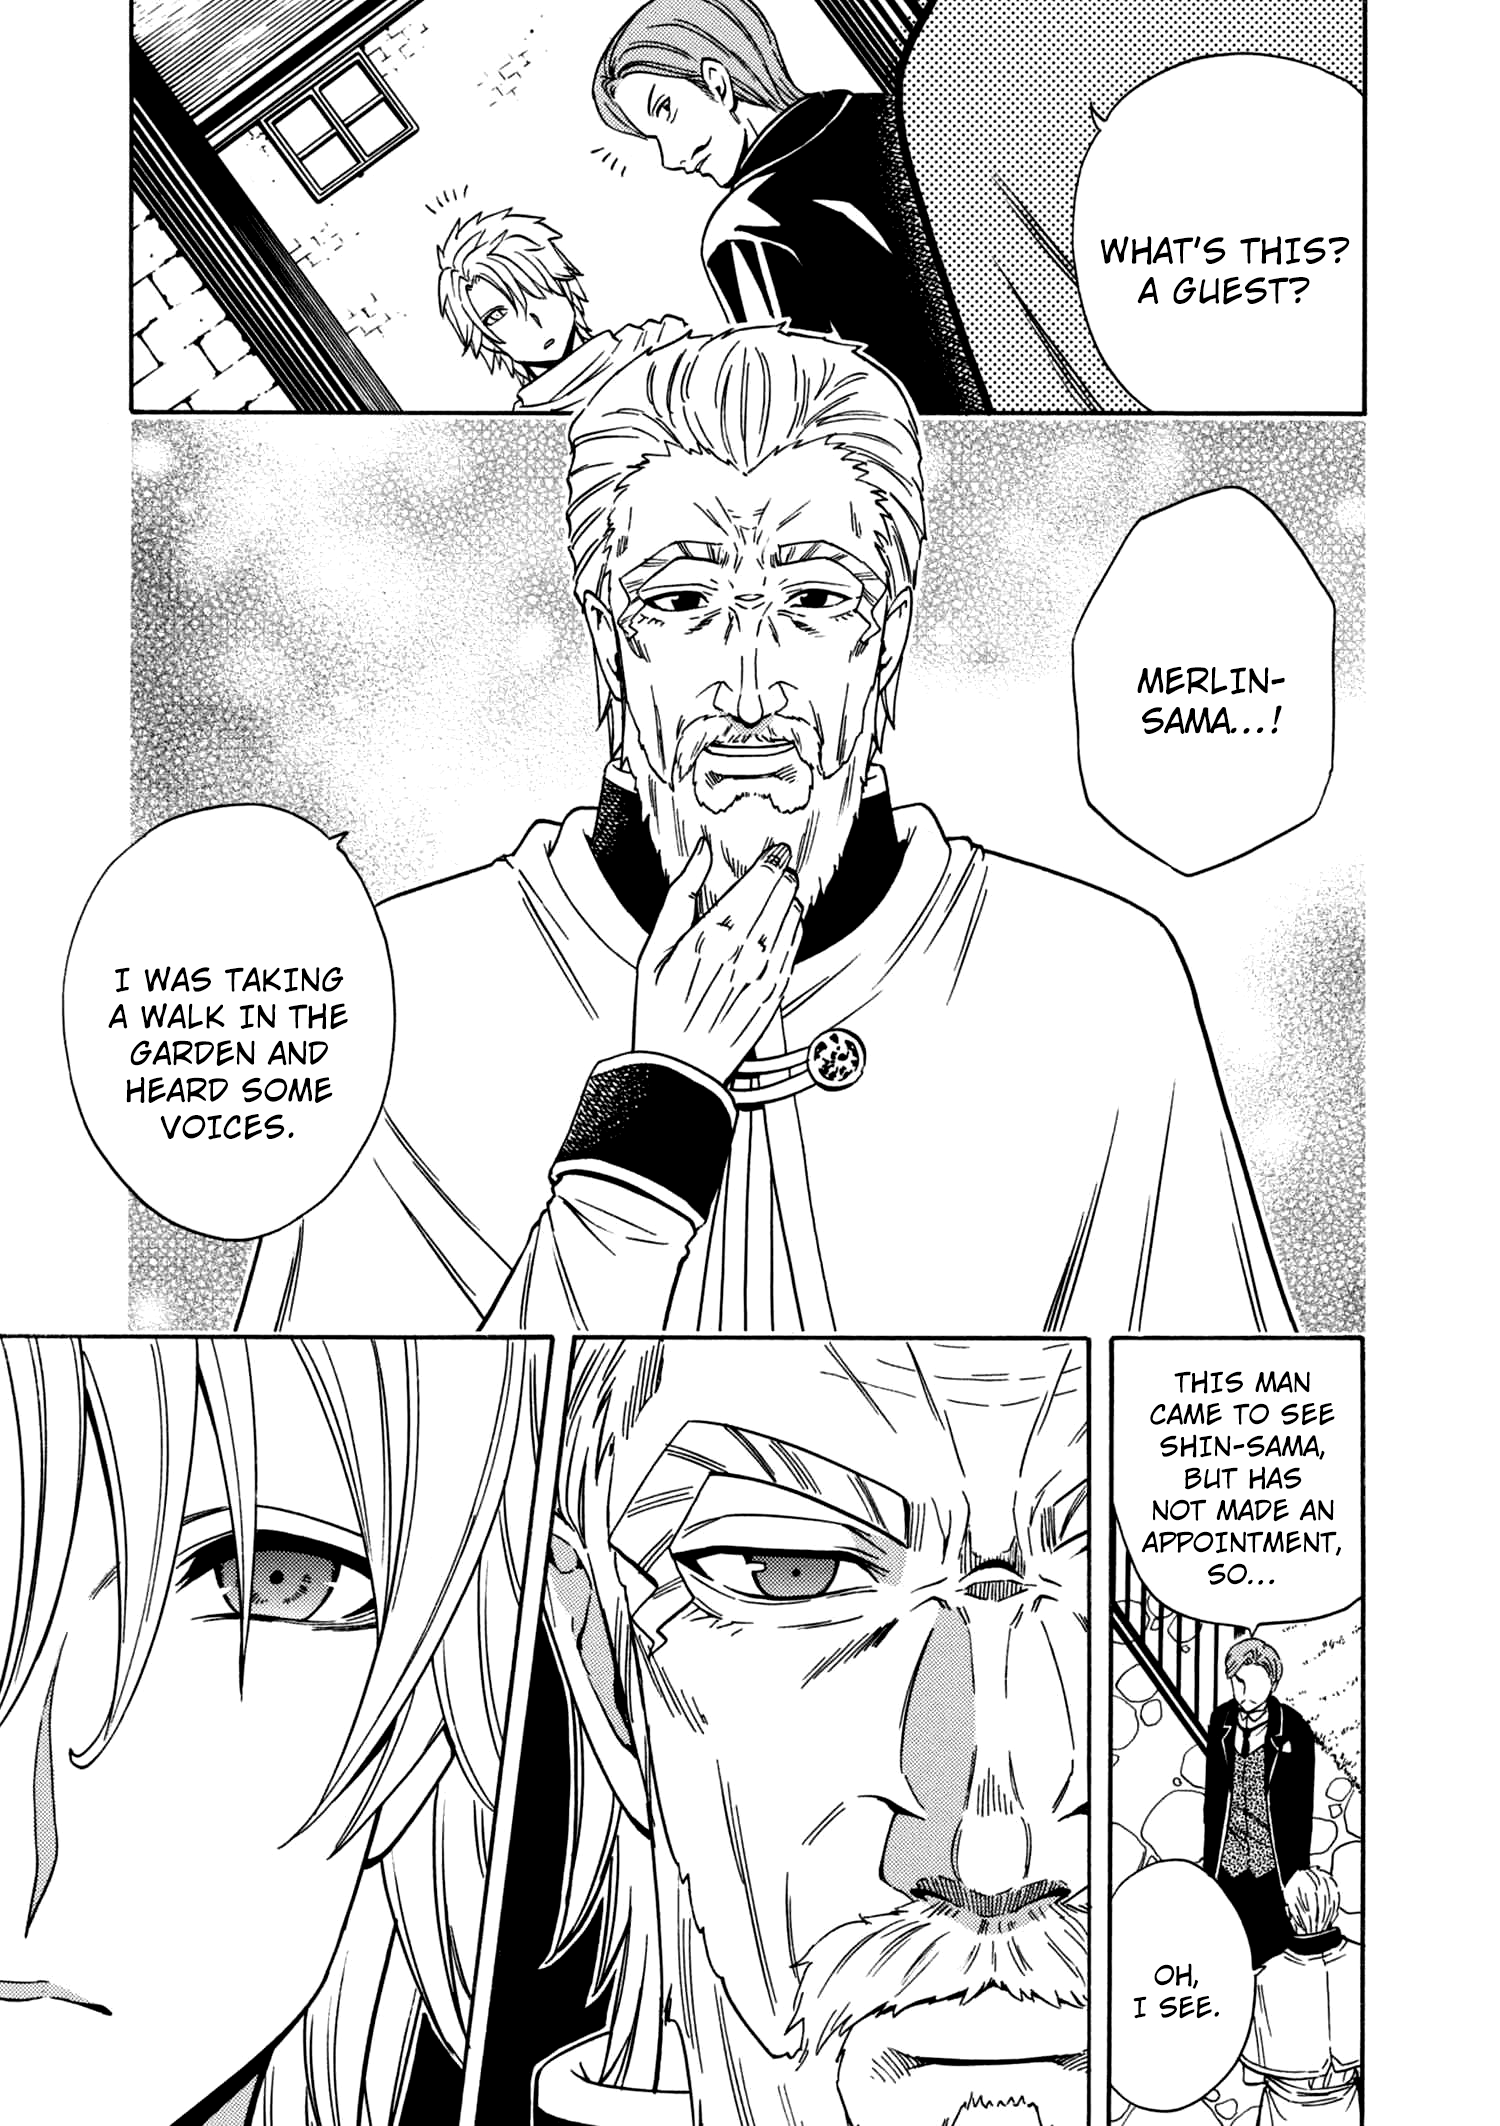 WHAT'S THIS?
A GUEST?
MERLIN-
SAMA...!
I WAS TAKING
A WALK IN THE
GARDEN AND
HEARD SOME
VOICES.
THIS MAN
CAME TO SEE
SHIN-SAMA,
BUT HAS
NOT MADE AN
APPOINTMENT,
SO...
OH,
I SEE.